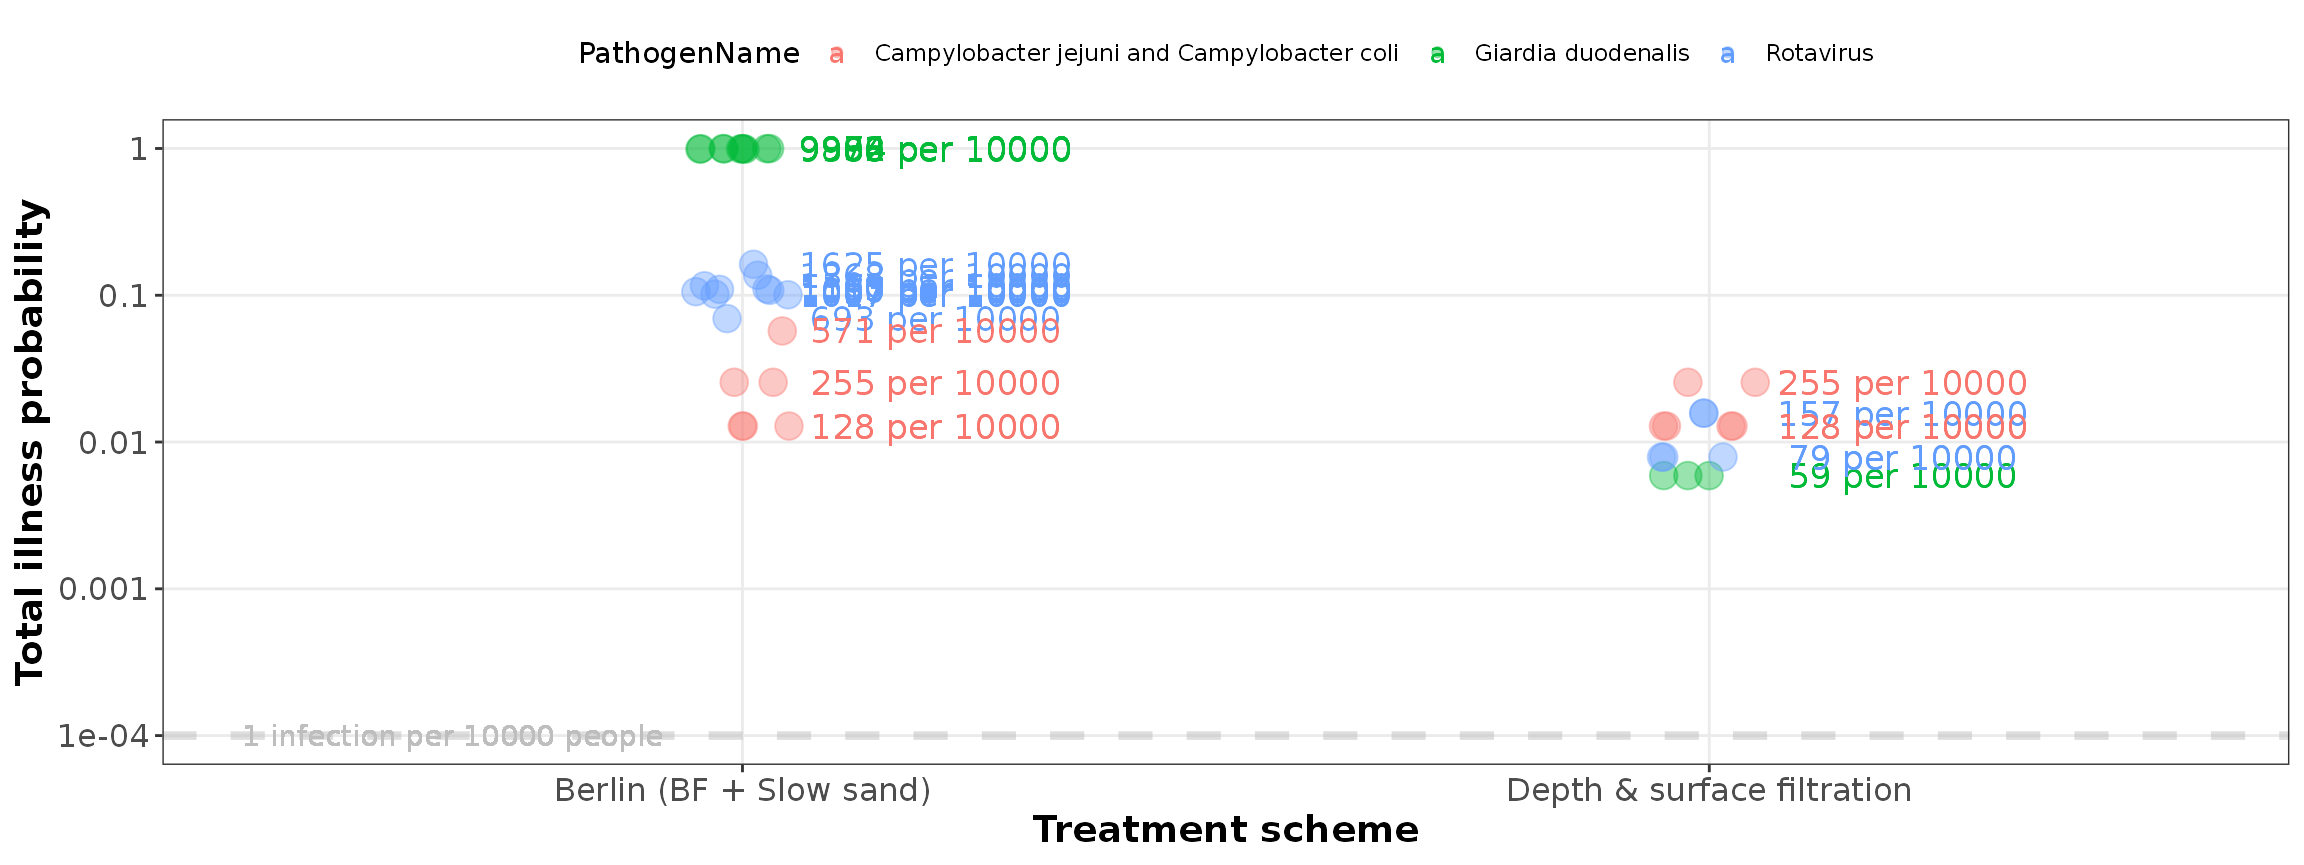 PathogenName a Campylobacter jejuni and Campylobacter coli a Giardia duodenalis a Rotavirus
Total illness probability
1
0.1
0.01
0.001
1e-04
per 10000
1625 per 10000
per 10000
693 per 10000
571 per 10000
255 per 10000
128 per 10000
255 per 10000
157 per 10000
128 per 10000
79 per 10000
59 per 10000
1 infection per 10000 people
Berlin (BF + Slow sand)
Depth & surface filtration
Treatment scheme